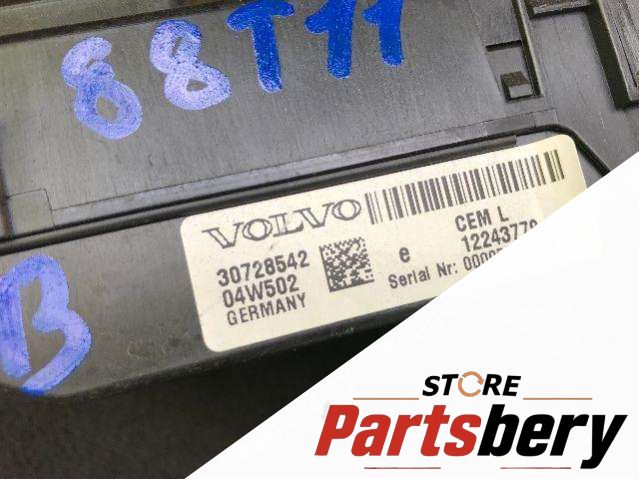 88T11
B
VOLVO
30728542
04W502
GERMANY
CEM L
e
Serial Nr:
STORE
Partsbery